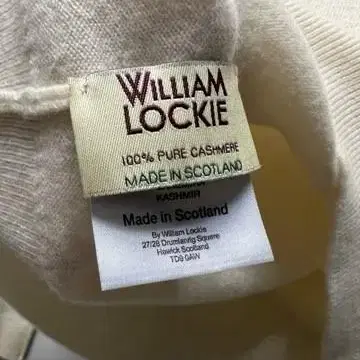 WILLIAM
LOCKIE
100% PURE CASHMERE
MADE IN SCOTLAND
KASHMIR
Made in Scotland
By William Lockie
27/28 Drumlanrig Square
Hawick Scotland
TD9 0AW